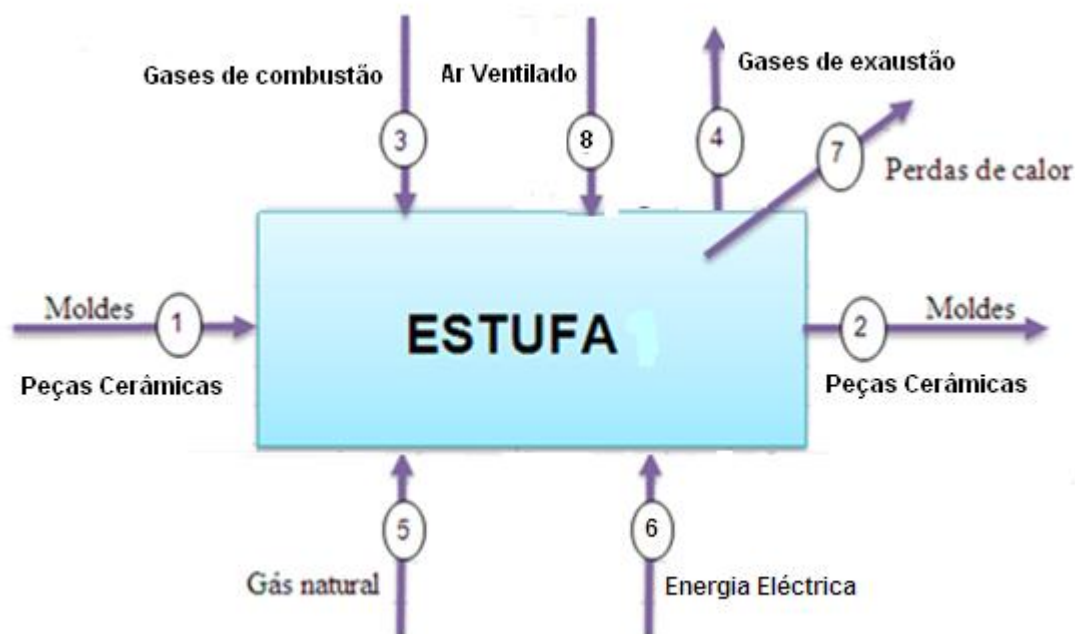 Gases de combustão
Ar Ventilado
Gases de exaustão
3
8
4
7
Perdas de calor
Moldes
1
ESTUFA 1
2
Moldes
Peças Cerâmicas
Peças Cerâmicas
5
6
Gás natural
Energia Eléctrica